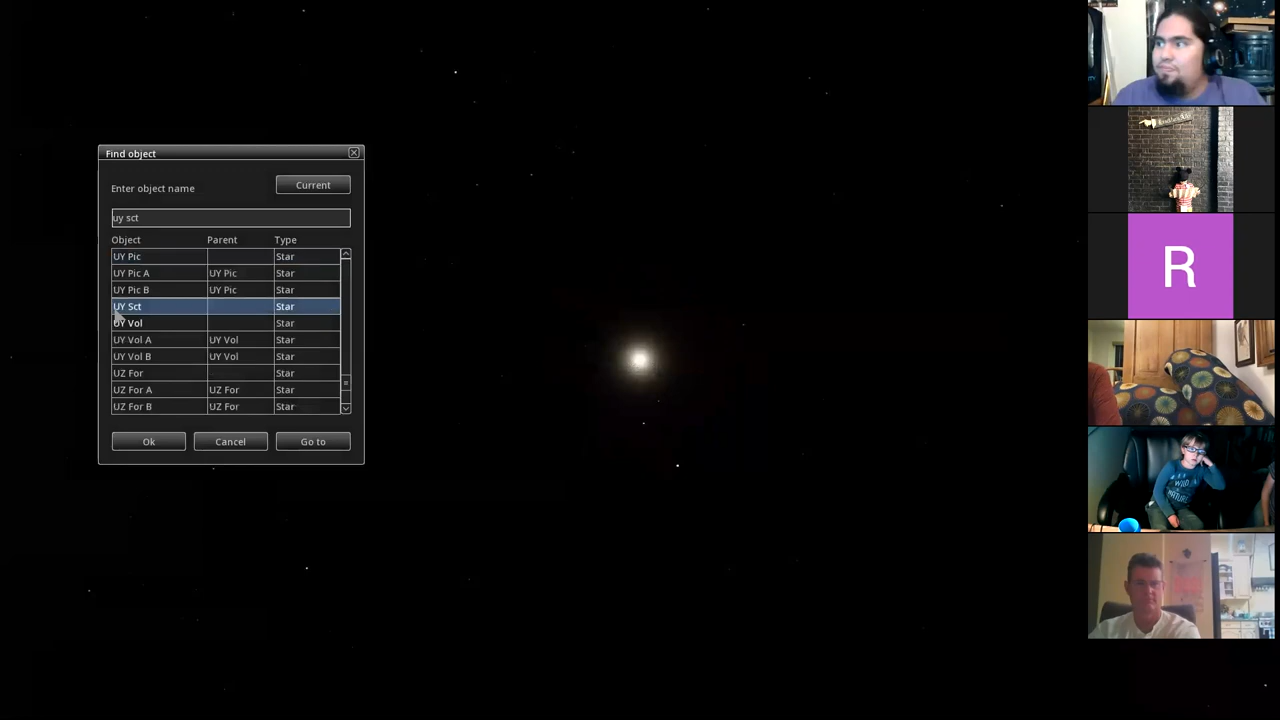 Find object
Enter object name
Current
uy sct
Object Parent Type
UY Pic Star
UY Pic A UY Pic Star
UY Pic B UY Pic Star
UY Sct Star
UY Vol Star
UY Vol A UY Vol Star
UY Vol B UY Vol Star
UZ For Star
UZ For A UZ For Star
UZ For B UZ For Star
Ok Cancel Go to
R
WILD
NATURE